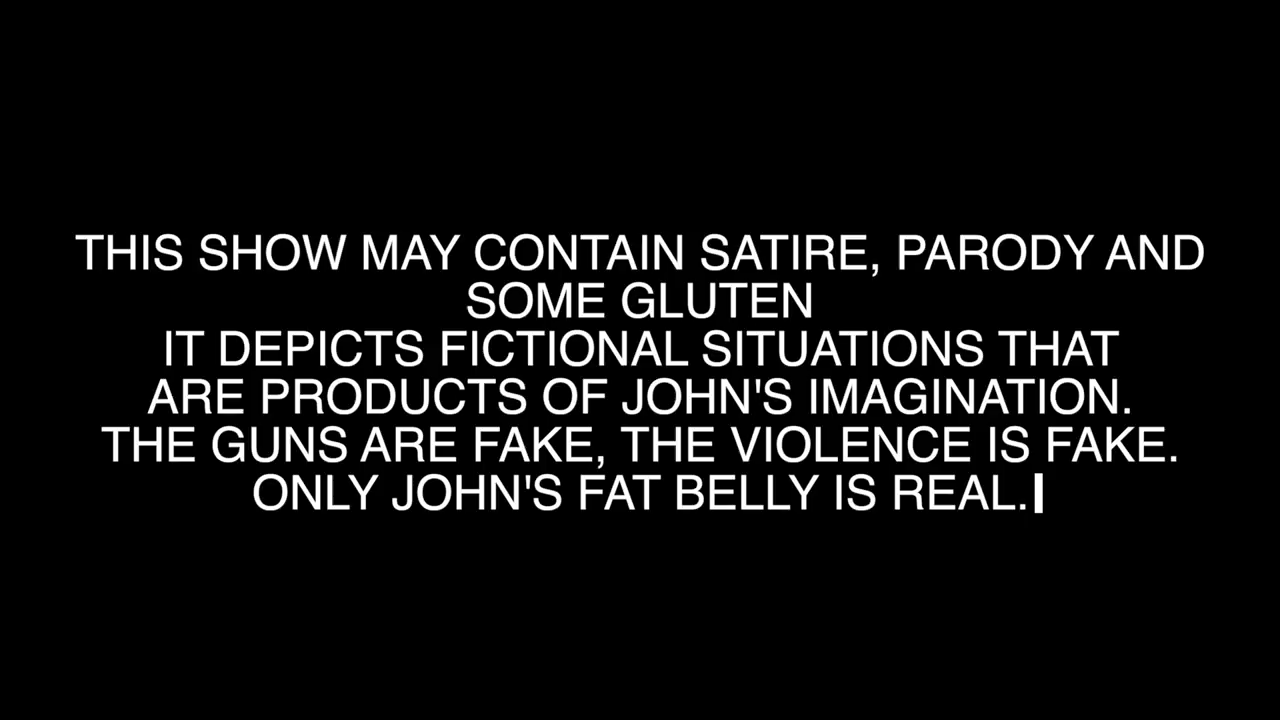 THIS SHOW MAY CONTAIN SATIRE, PARODY AND
SOME GLUTEN
IT DEPICTS FICTIONAL SITUATIONS THAT
ARE PRODUCTS OF JOHN'S IMAGINATION.
THE GUNS ARE FAKE, THE VIOLENCE IS FAKE.
ONLY JOHN'S FAT BELLY IS REAL.